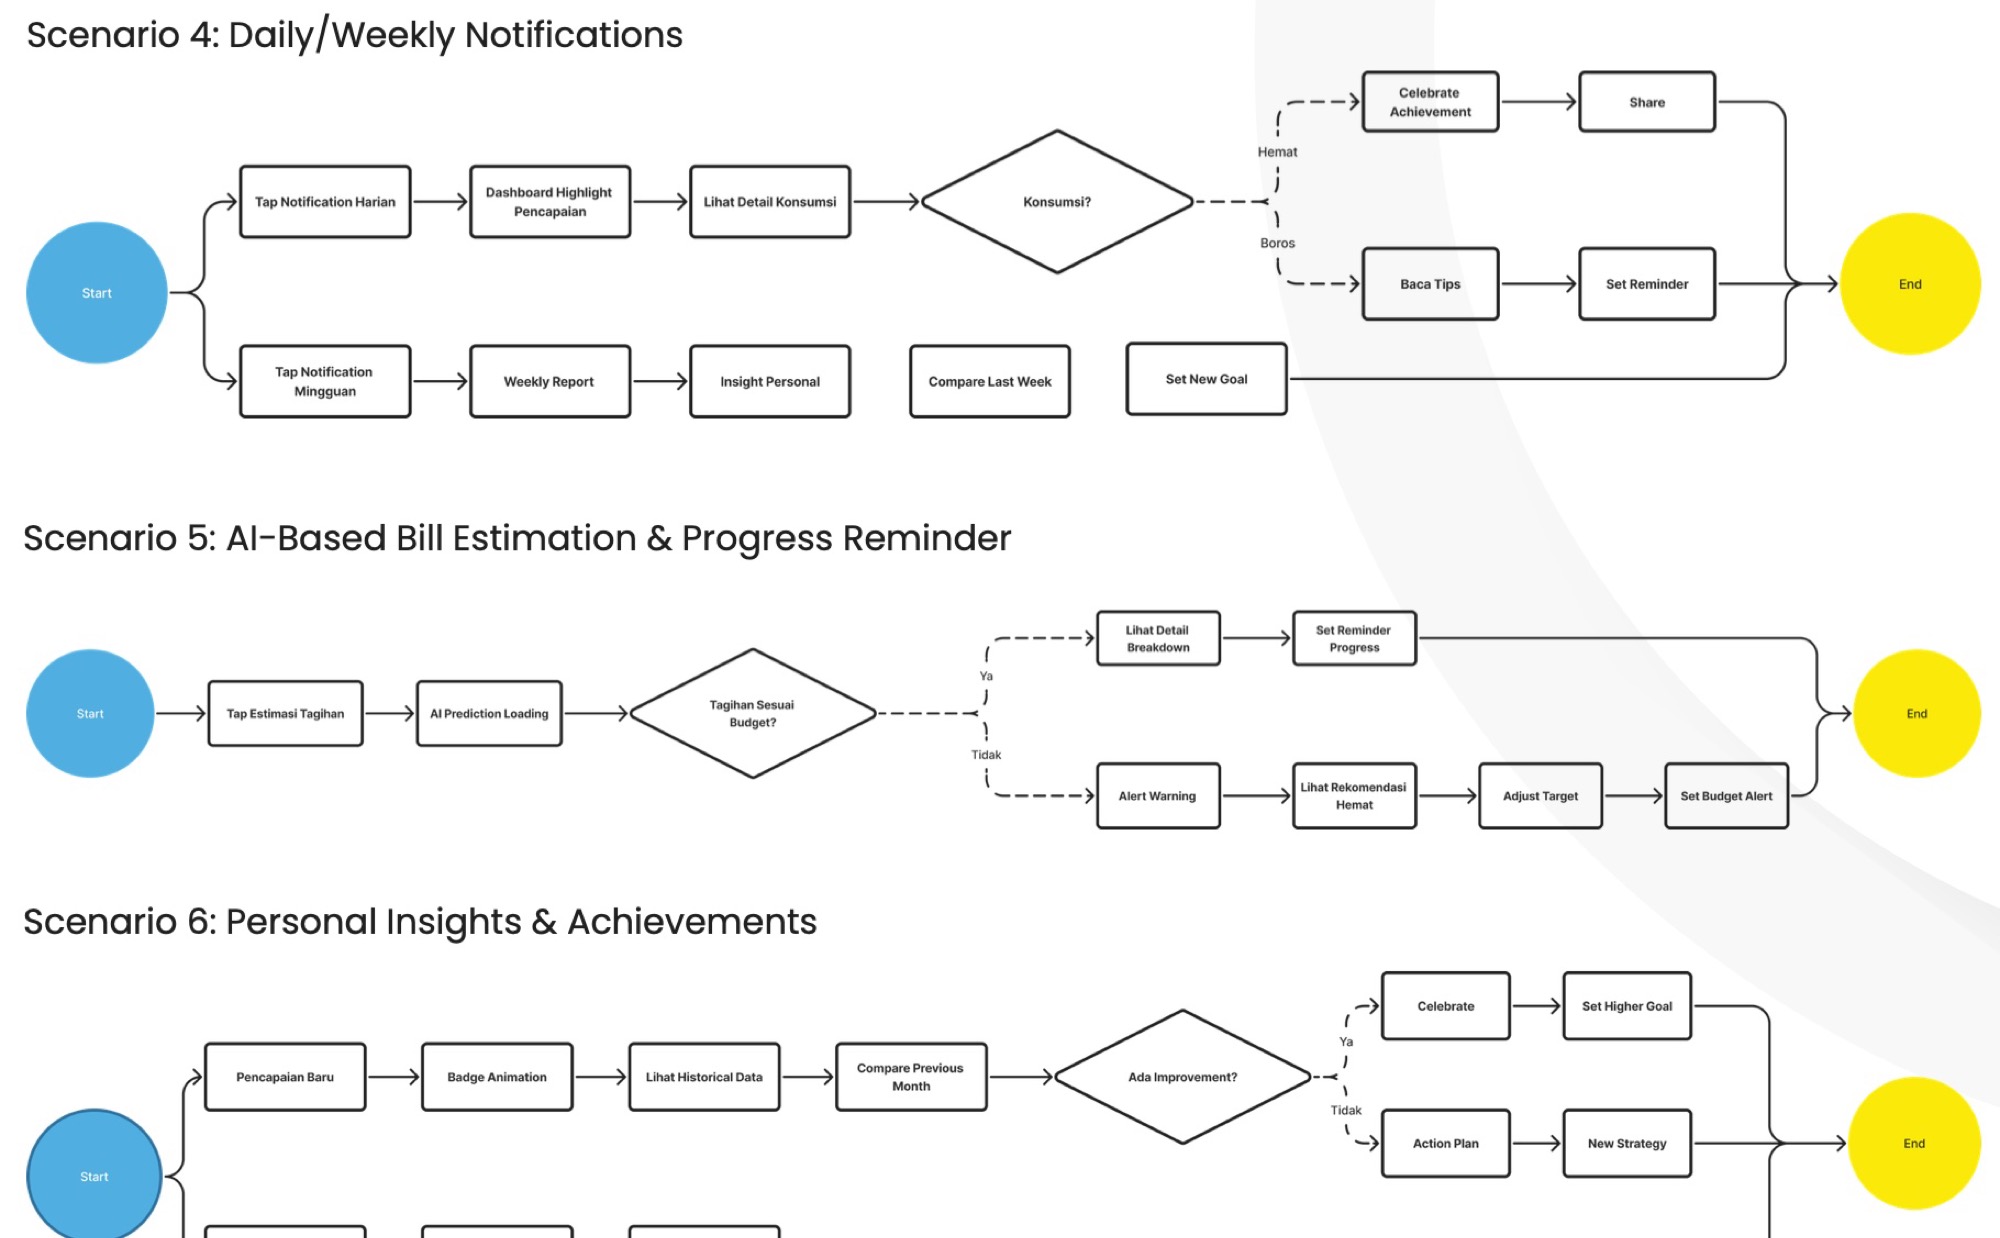 Scenario 4: Daily/Weekly Notifications
Celebrate
Achievement
Share
Hemat
Tap Notification Harian
Dashboard Highlight
Pencapaian
Lihat Detail Konsumsi
Konsumsi?
Boros
Start
Baca Tips
Set Reminder
End
Tap Notification
Mingguan
Weekly Report
Insight Personal
Compare Last Week
Set New Goal
Scenario 5: AI-Based Bill Estimation & Progress Reminder
Lihat Detail
Breakdown
Set Reminder
Progress
Ya
Start
Tap Estimasi Tagihan
AI Prediction Loading
Tagihan Sesuai
Budget?
End
Tidak
Alert Warning
Lihat Rekomendasi
Hemat
Adjust Target
Set Budget Alert
Scenario 6: Personal Insights & Achievements
Celebrate
Set Higher Goal
Ya
Pencapaian Baru
Badge Animation
Lihat Historical Data
Compare Previous
Month
Ada Improvement?
Tidak
Action Plan
New Strategy
End
Start